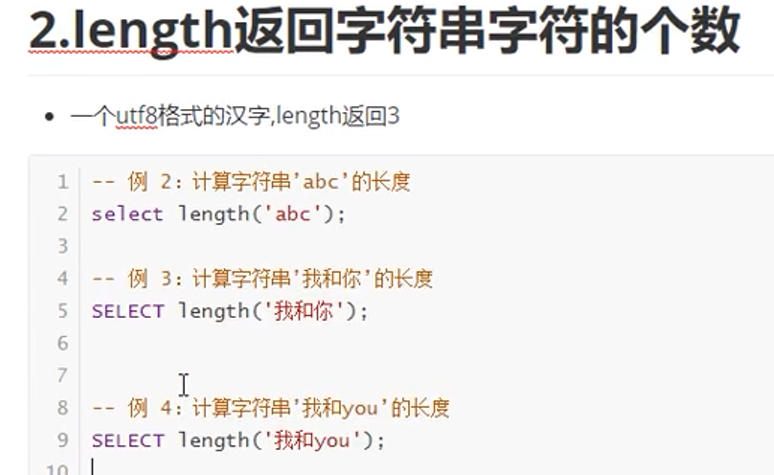 2.length返回字符串字符的个数
一个utf8格式的汉字,length返回3
1 -- 例 2：计算字符串'abc'的长度
2 select length('abc');
3
4 -- 例 3：计算字符串'我和你'的长度
5 SELECT length('我和你');
6
7
8 -- 例 4：计算字符串'我和you'的长度
9 SELECT length('我和you');
10